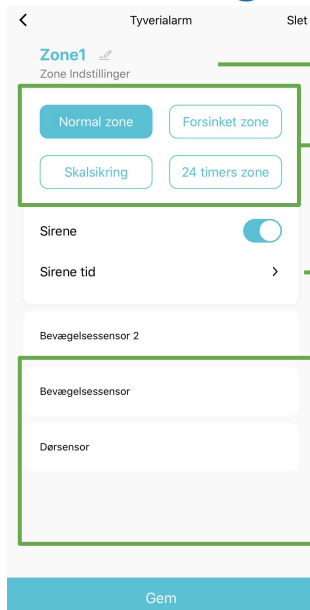 Tyverialarm Slet
Zone1
Zone Indstillinger
Normal zone Forsinket zone
Skalsikring 24 timers zone
Sirene
Sirene tid
Bevægelsessensor 2
Bevægelsessensor
Dørsensor
Gem